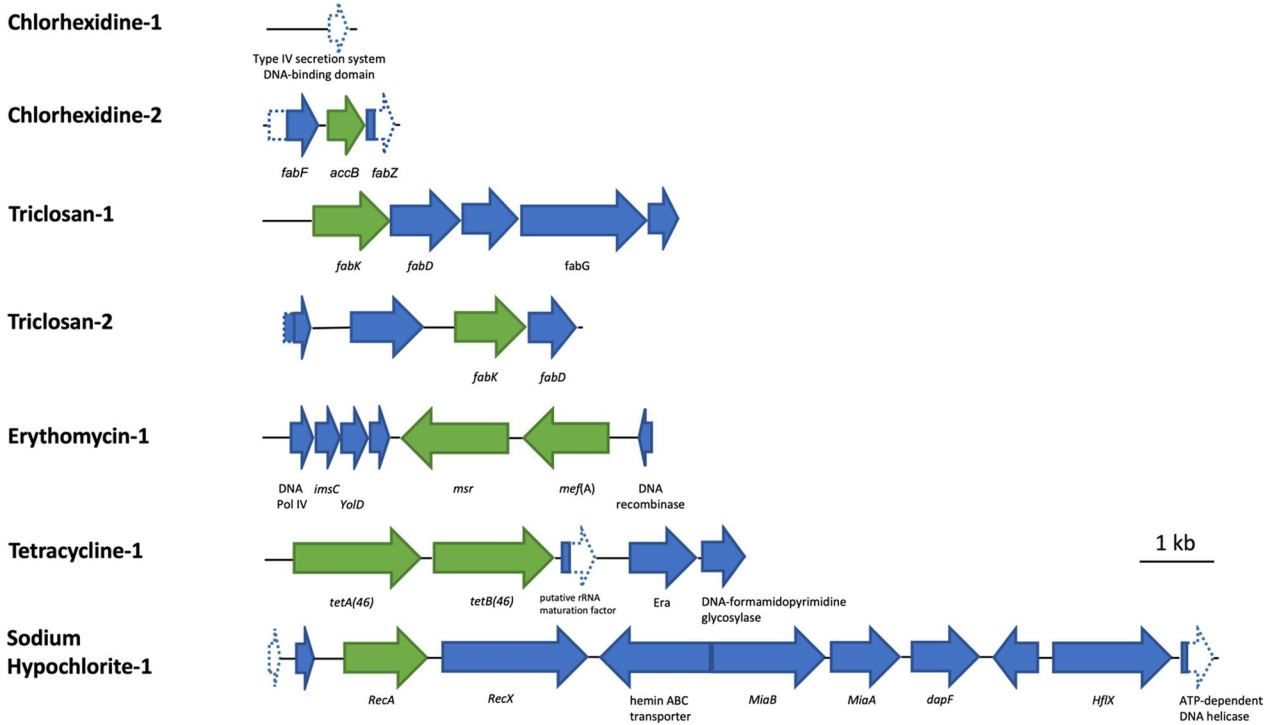 Chlorhexidine-1
Type IV secretion system
DNA-binding domain
Chlorhexidine-2
fabF accB fabZ
Triclosan-1
fabK fabD fabG
Triclosan-2
fabK fabD
Erythomycin-1
DNA imsC msr mef(A) DNA
Pol IV YolD recombinase
Tetracycline-1
1 kb
tetA(46) tetB(46) putative rRNA Era DNA-formamidopyrimidine
maturation factor glycosylase
Sodium
Hypochlorite-1
RecA RecX hemin ABC MiaB MiaA dapF HflX ATP-dependent
transporter DNA helicase